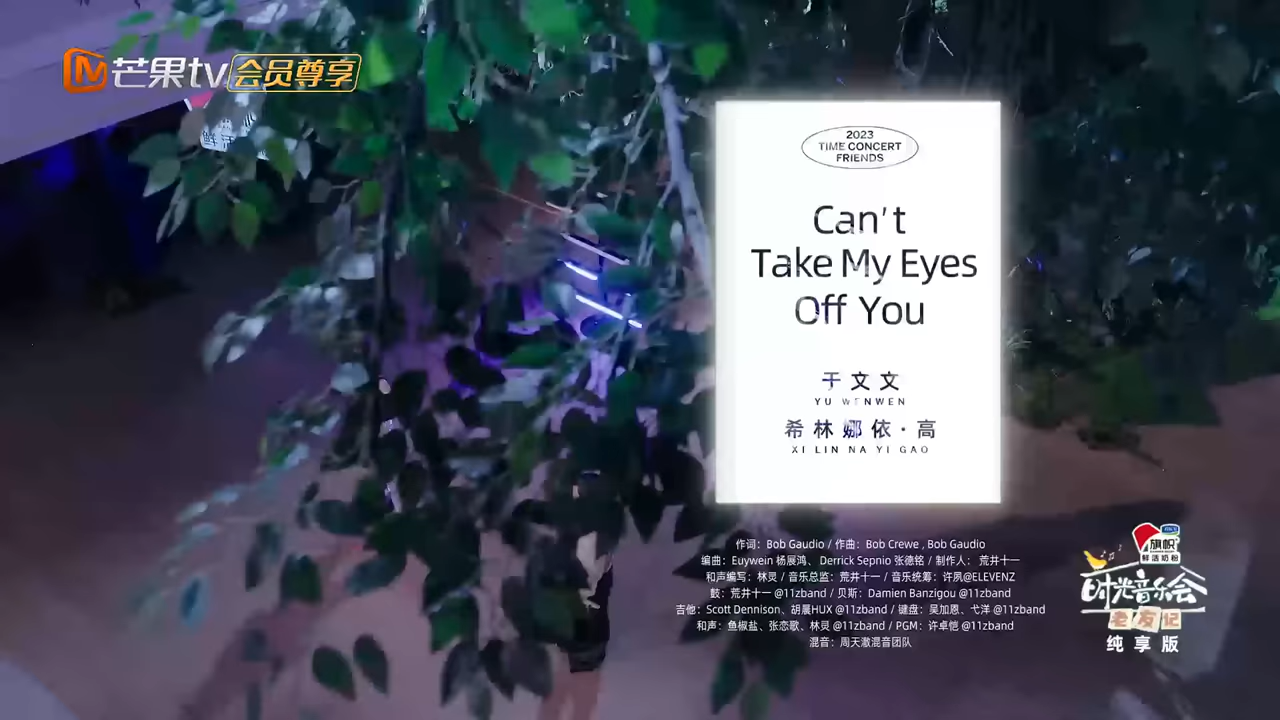 芒果tv会员尊享
2023
TIME CONCERT
FRIENDS
Can't
Take My Eyes
Off You
于文文
YU WENWEN
希林娜依·高
XI LIN NA YI GAO
作词：Bob Gaudio / 作曲：Bob Crewe , Bob Gaudio
编曲：Euywein 杨展鸿、 Derrick Sepnio 张德铭 / 制作人： 荒井十一
和声编写：林灵 / 音乐总监：荒井十一 / 音乐统筹：许夙@ELEVENZ
鼓：荒井十一 @11zband / 贝斯：Damien Banzigou @11zband
吉他：Scott Dennison、胡晨HUX @11zband / 键盘：吴加恩、弋洋 @11zband
和声：鱼椒盐、张恋歌、林灵 @11zband / PGM：许卓恺 @11zband
混音：周天澈混音团队
旗帜
鲜活奶粉
时光音乐会
老友记
纯享版